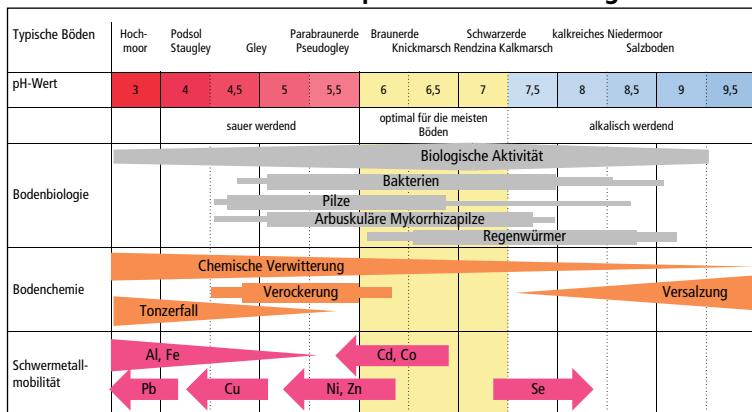 Typische Böden
Hoch-
moor
Podsol
Staugley
Gley
Parabraunerde
Pseudogley
Braunerde
Knickmarsch
Schwarzerde
Rendzina Kalkmarsch
kalkreiches Niedermoor
Salzboden
pH-Wert
3 4 4,5 5 5,5 6 6,5 7 7,5 8 8,5 9 9,5
sauer werdend
optimal für die meisten
Böden
alkalisch werdend
Bodenbiologie
Biologische Aktivität
Bakterien
Pilze
Arbuskuläre Mykorrhizapilze
Regenwürmer
Bodenchemie
Chemische Verwitterung
Verockerung
Versalzung
Tonzerfall
Schwermetall-
mobilität
Al, Fe
Cd, Co
Pb
Cu
Ni, Zn
Se